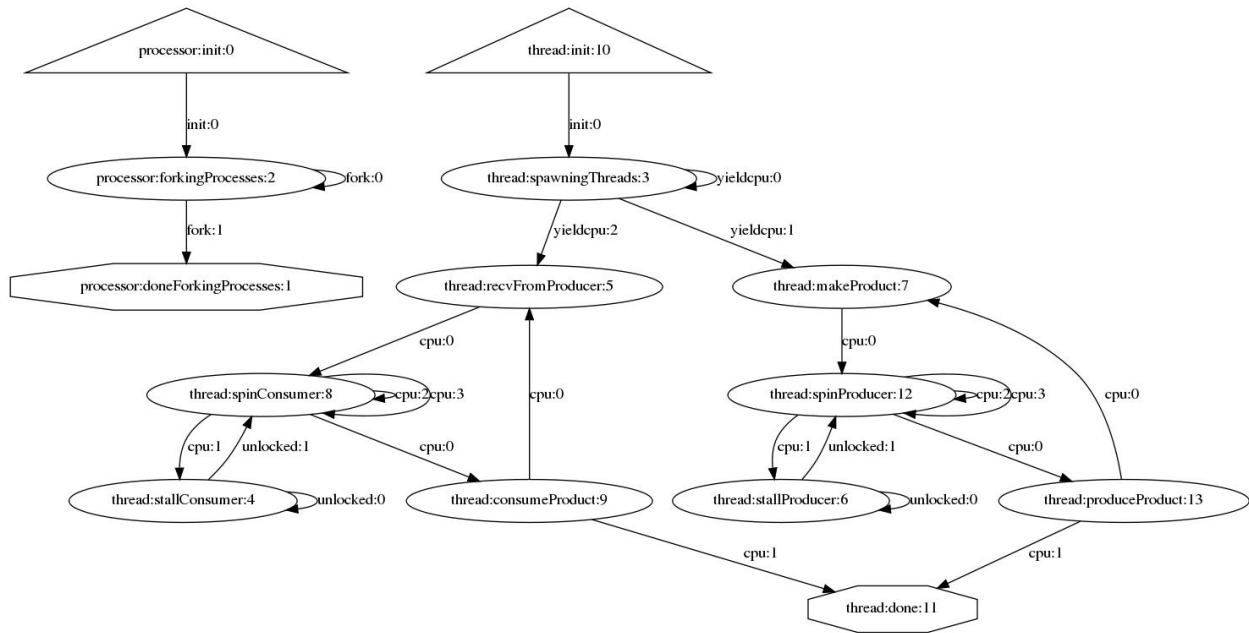 processor:init:0
thread:init:10
init:0
init:0
processor:forkingProcesses:2
fork:0
thread:spawningThreads:3
yieldcpu:0
fork:1
yieldcpu:2
yieldcpu:1
processor:doneForkingProcesses:1
thread:recvFromProducer:5
thread:makeProduct:7
cpu:0
cpu:0
cpu:0
cpu:0
thread:spinConsumer:8
cpu:2
cpu:3
thread:spinProducer:12
cpu:2
cpu:3
cpu:1
unlocked:1
cpu:0
cpu:1
unlocked:1
cpu:0
thread:stallConsumer:4
unlocked:0
thread:consumeProduct:9
thread:stallProducer:6
unlocked:0
thread:produceProduct:13
cpu:1
cpu:1
thread:done:11